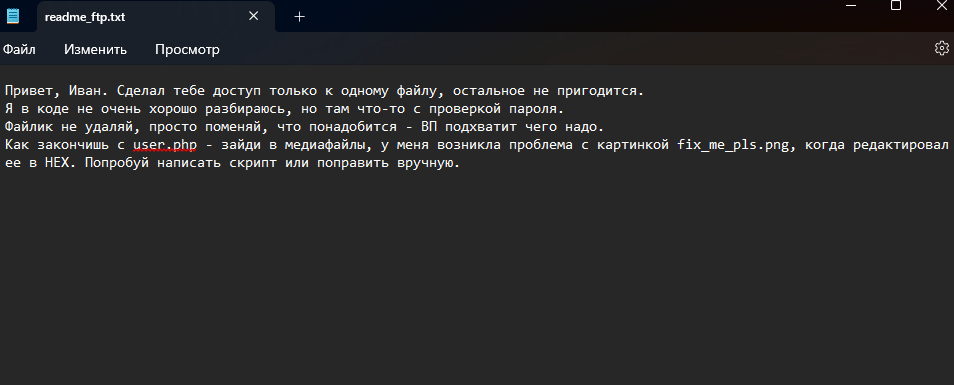 readme_ftp.txt
Файл Изменить Просмотр
Привет, Иван. Сделал тебе доступ только к одному файлу, остальное не пригодится.
Я в коде не очень хорошо разбираюсь, но там что-то с проверкой пароля.
Файлик не удаляй, просто поменяй, что понадобится - ВП подхватит чего надо.
Как закончишь с user.php - зайди в медиафайлы, у меня возникла проблема с картинкой fix_me_pls.png, когда редактировал
ее в HEX. Попробуй написать скрипт или поправить вручную.